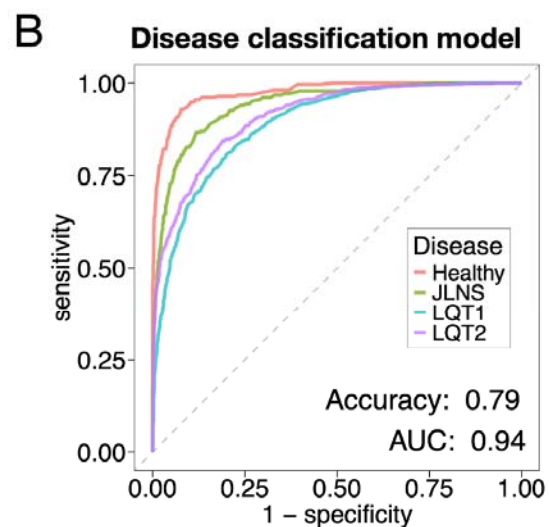 B
Disease classification model
1.00
0.75
0.50
0.25
0.00
sensitivity
Disease
Healthy
JLNS
LQT1
LQT2
Accuracy: 0.79
AUC: 0.94
0.00 0.25 0.50 0.75 1.00
1 − specificity